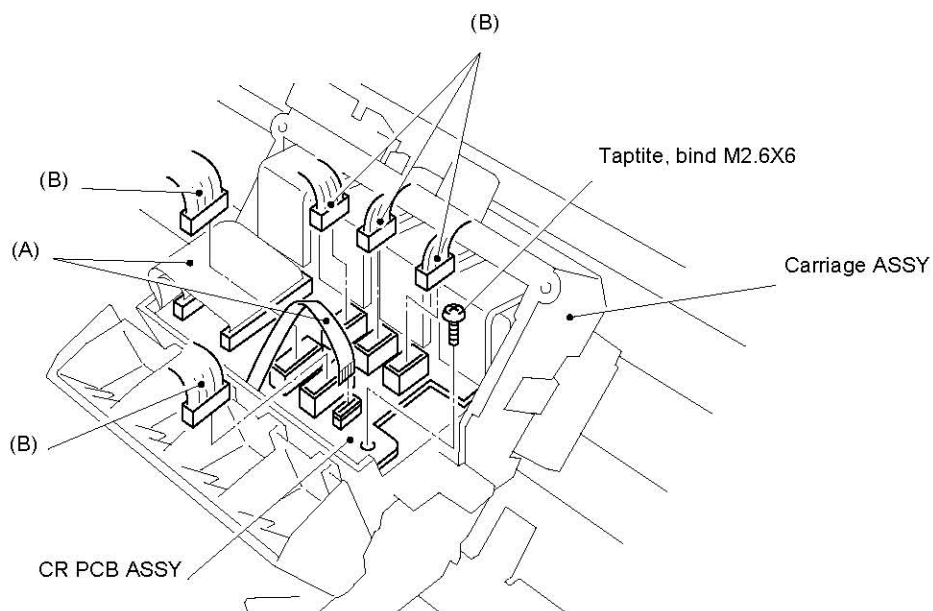 (B)
Taptite, bind M2.6X6
(B)
(A)
Carriage ASSY
(B)
CR PCB ASSY